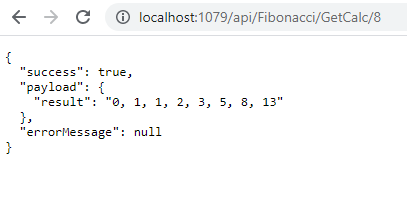 localhost:1079/api/Fibonacci/GetCalc/8
{
  "success": true,
  "payload": {
    "result": "0, 1, 1, 2, 3, 5, 8, 13"
  },
  "errorMessage": null
}